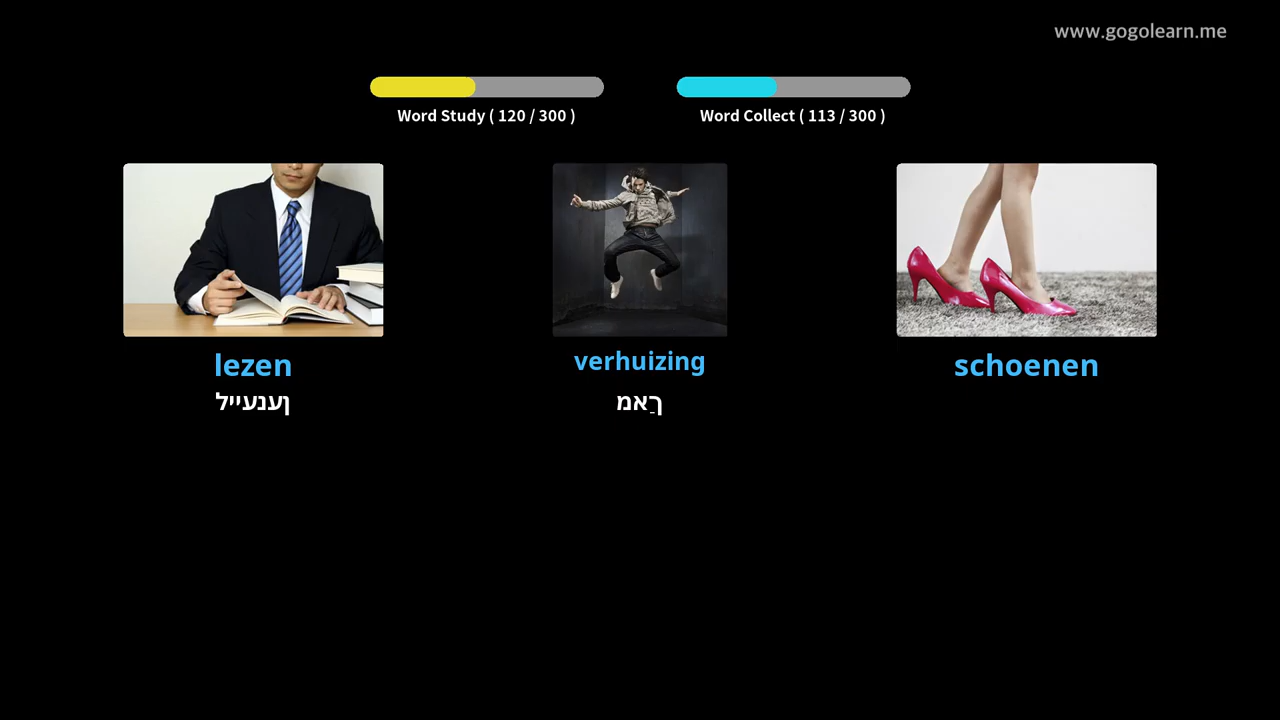 www.gogolearn.me
Word Study ( 120 / 300 )
Word Collect ( 113 / 300 )
lezen
verhuizing
schoenen
לייענען
מאַך